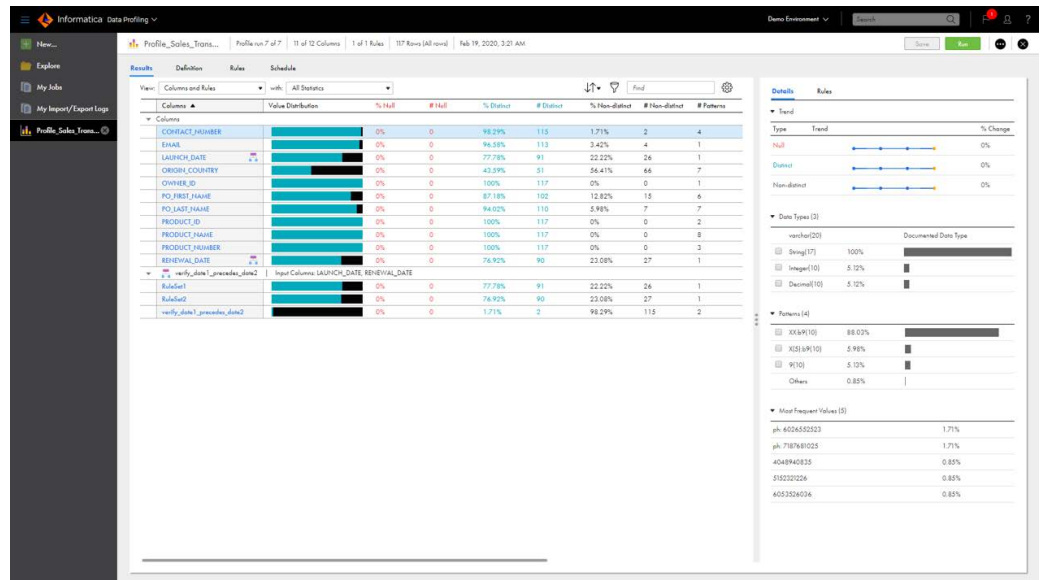 Informatica Data Profiling
Demo Environment
Search
1
?
New...
Explore
My Jobs
My Import/Export Logs
Profile_Sales_Trans...
Profile_Sales_Trans... Profile run 7 of 7 11 of 12 Columns 1 of 1 Rules 117 Rows (All rows) Feb 19, 2020, 3:21 AM
Save Run
Results Definition Rules Schedule
View: Columns and Rules with: All Statistics Find
Columns Value Distribution % Null # Null % Distinct # Distinct % Non-distinct # Non-distinct # Patterns
Columns
CONTACT_NUMBER 0% 0 98.29% 115 1.71% 2 4
EMAIL 0% 0 96.58% 113 3.42% 4 1
LAUNCH_DATE 0% 0 77.78% 91 22.22% 26 1
ORIGIN_COUNTRY 0% 0 43.59% 51 56.41% 66 7
OWNER_ID 0% 0 100% 117 0% 0 1
PO_FIRST_NAME 0% 0 87.18% 102 12.82% 15 6
PO_LAST_NAME 0% 0 94.02% 110 5.98% 7 7
PRODUCT_ID 0% 0 100% 117 0% 0 2
PRODUCT_NAME 0% 0 100% 117 0% 0 8
PRODUCT_NUMBER 0% 0 100% 117 0% 0 3
RENEWAL_DATE 0% 0 76.92% 90 23.08% 27 1
verify_date1_precedes_date2 | Input Columns: LAUNCH_DATE, RENEWAL_DATE
RuleSet1 0% 0 77.78% 91 22.22% 26 1
RuleSet2 0% 0 76.92% 90 23.08% 27 1
verify_date1_precedes_date2 0% 0 1.71% 2 98.29% 115 2
Details Rules
Trend
Type Trend % Change
Null 0%
Distinct 0%
Non-distinct 0%
Data Types (3)
varchar(20) Documented Data Type
String(17) 100%
Integer(10) 5.12%
Decimal(10) 5.12%
Patterns (4)
XX:b9(10) 88.03%
X(5):b9(10) 5.98%
9(10) 5.13%
Others 0.85%
Most Frequent Values (5)
ph: 6026552523 1.71%
ph: 7187681025 1.71%
4048940835 0.85%
5152321226 0.85%
6053526036 0.85%